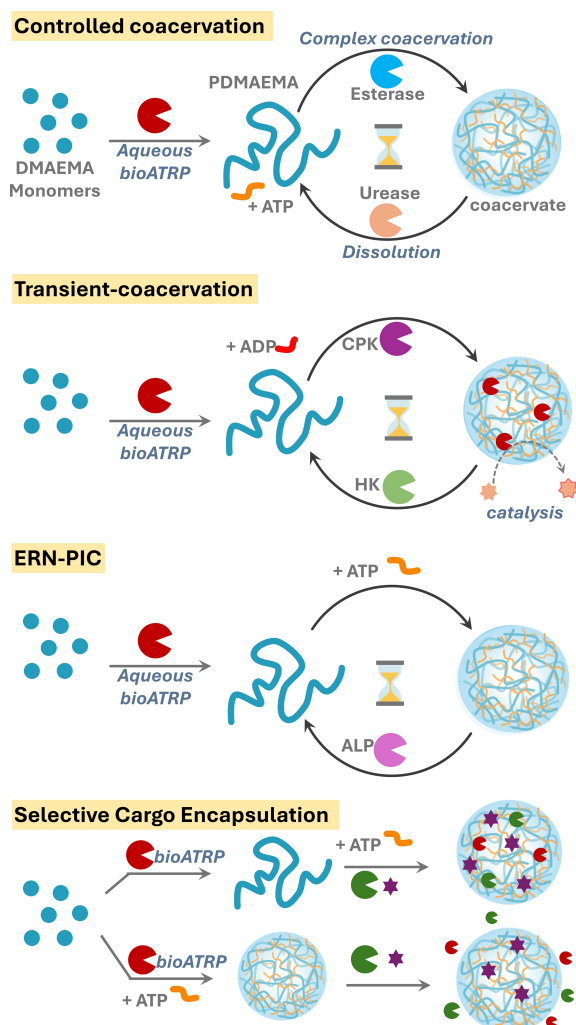 Controlled coacervation
Complex coacervation
PDMAEMA
Esterase
DMAEMA
Monomers
Aqueous
bioATRP
+ ATP
Urease
coacervate
Dissolution
Transient-coacervation
+ ADP
CPK
Aqueous
bioATRP
HK
catalysis
ERN-PIC
+ ATP
Aqueous
bioATRP
ALP
Selective Cargo Encapsulation
bioATRP
+ ATP
bioATRP
+ ATP